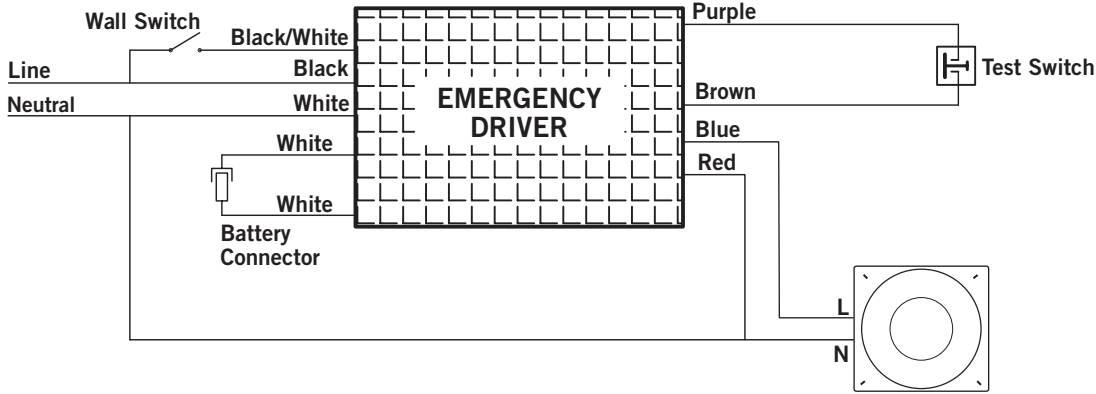 Wall Switch
Black/White
Line
Black
Neutral
White
White
White
Battery
Connector
EMERGENCY
DRIVER
Purple
Test Switch
Brown
Blue
Red
L
N